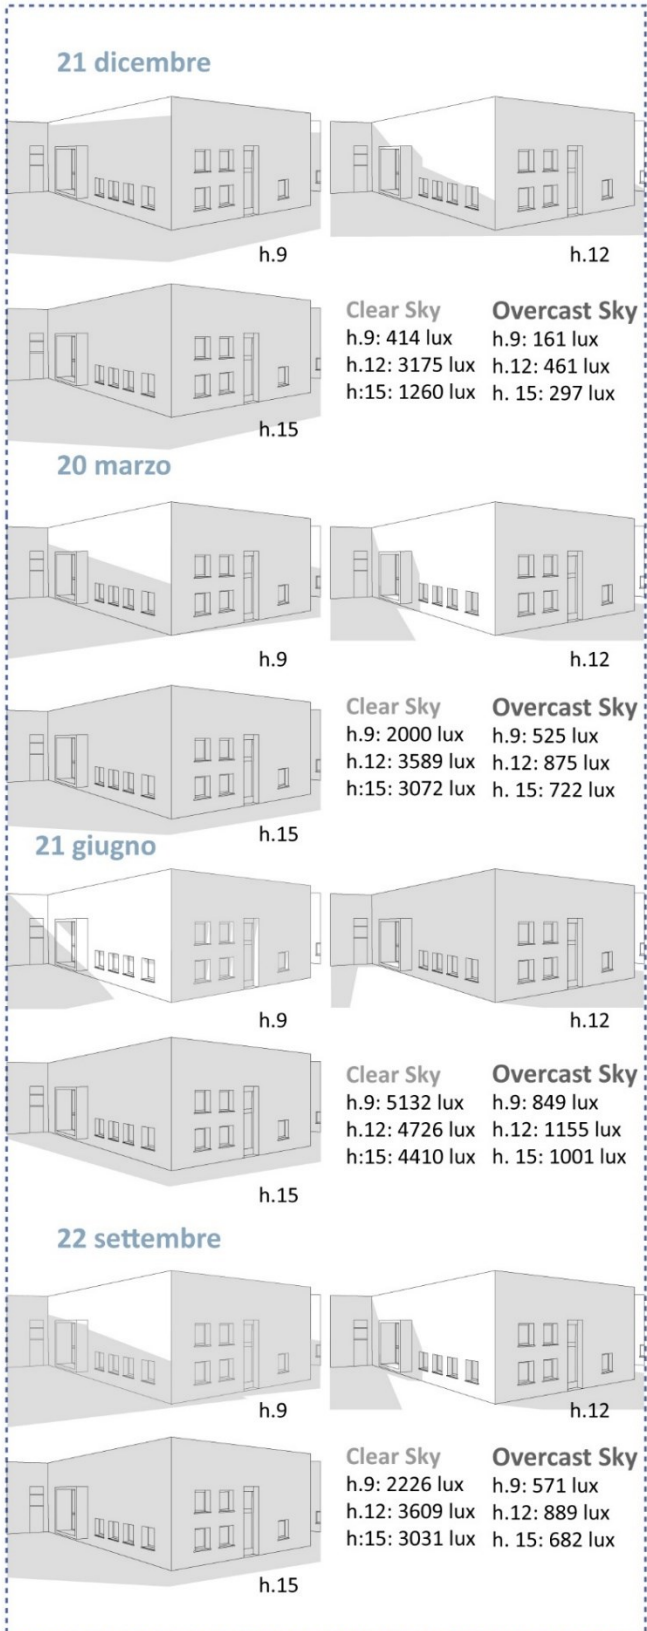 21 dicembre
h.9
h.12
h.15
Clear Sky
h.9: 414 lux
h.12: 3175 lux
h:15: 1260 lux
Overcast Sky
h.9: 161 lux
h.12: 461 lux
h. 15: 297 lux
20 marzo
h.9
h.12
h.15
Clear Sky
h.9: 2000 lux
h.12: 3589 lux
h:15: 3072 lux
Overcast Sky
h.9: 525 lux
h.12: 875 lux
h. 15: 722 lux
21 giugno
h.9
h.12
h.15
Clear Sky
h.9: 5132 lux
h.12: 4726 lux
h:15: 4410 lux
Overcast Sky
h.9: 849 lux
h.12: 1155 lux
h. 15: 1001 lux
22 settembre
h.9
h.12
h.15
Clear Sky
h.9: 2226 lux
h.12: 3609 lux
h:15: 3031 lux
Overcast Sky
h.9: 571 lux
h.12: 889 lux
h. 15: 682 lux